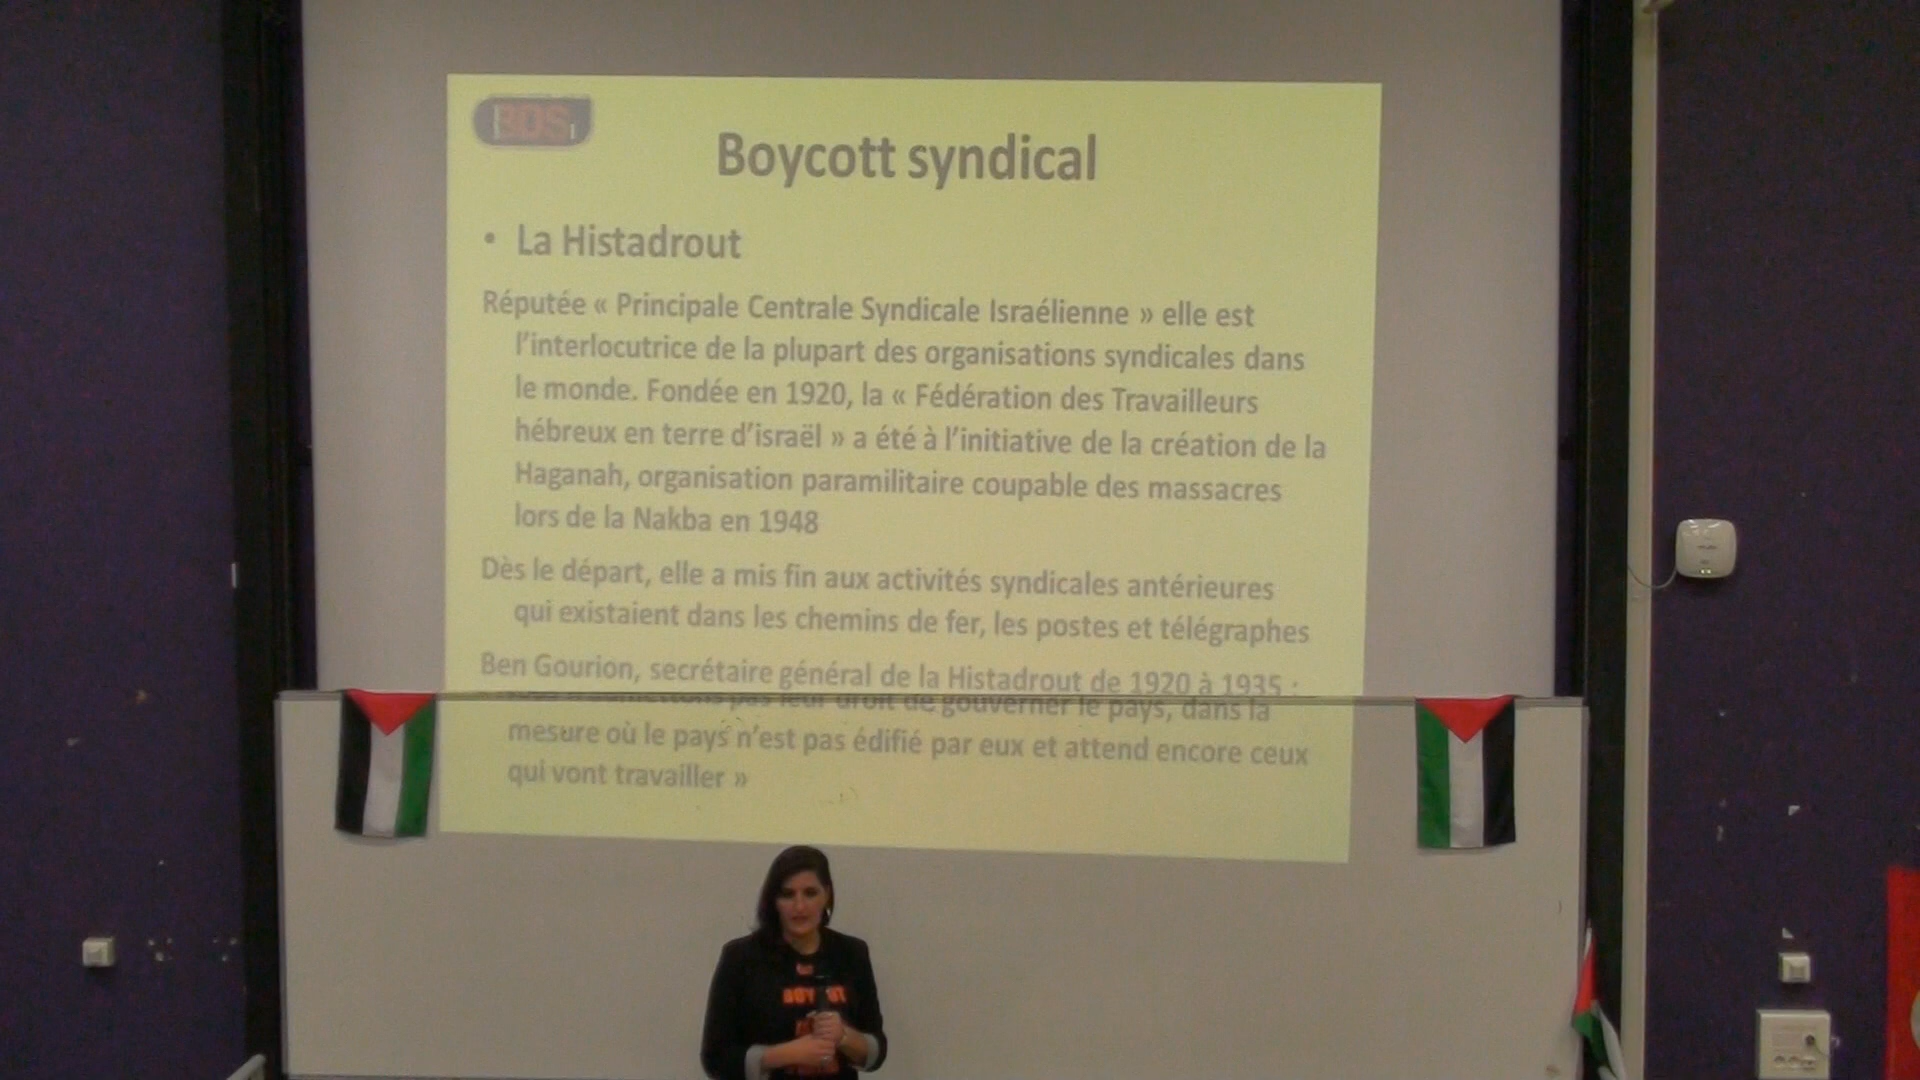 BDS
Boycott syndical
• La Histadrout
Réputée « Principale Centrale Syndicale Israélienne » elle est
l'interlocutrice de la plupart des organisations syndicales dans
le monde. Fondée en 1920, la « Fédération des Travailleurs
hébreux en terre d'israël » a été à l'initiative de la création de la
Haganah, organisation paramilitaire coupable des massacres
lors de la Nakba en 1948
Dès le départ, elle a mis fin aux activités syndicales antérieures
qui existaient dans les chemins de fer, les postes et télégraphes
Ben Gourion, secrétaire général de la Histadrout de 1920 à 1935 :
pas leur droit de gouverner le pays, dans la
mesure où le pays n'est pas édifié par eux et attend encore ceux
qui vont travailler »